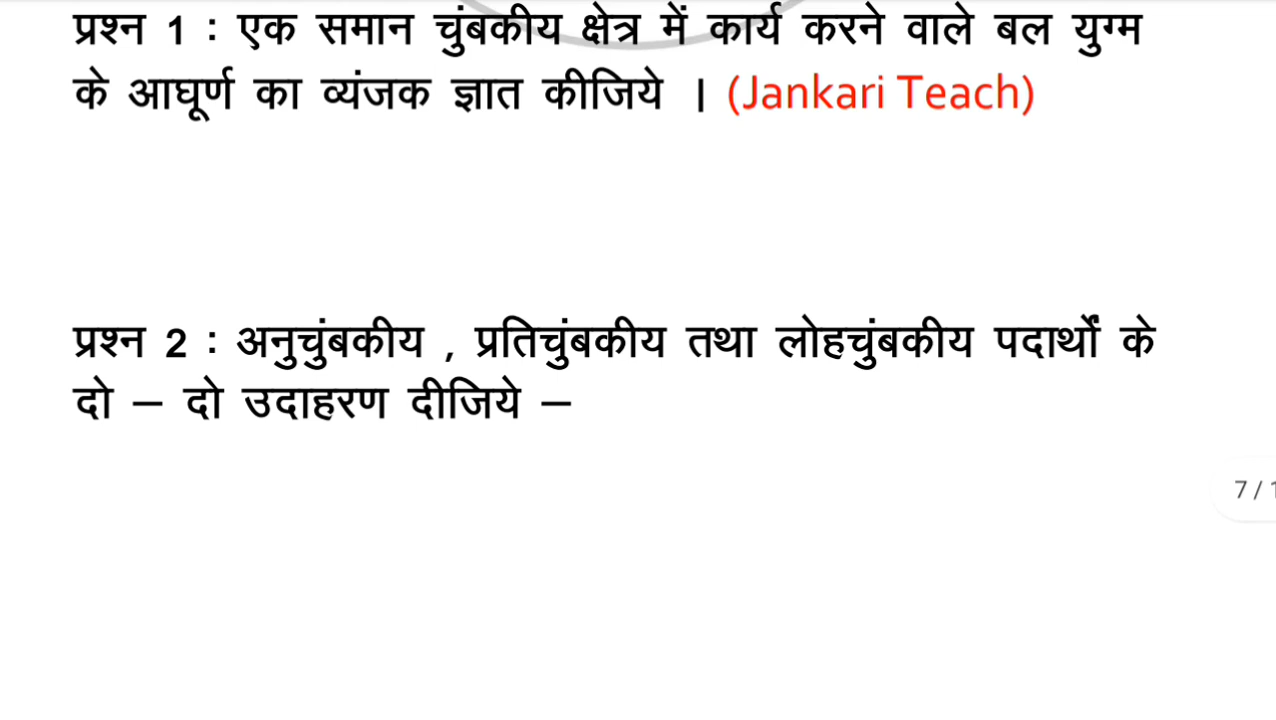 प्रश्न 1 : एक समान चुंबकीय क्षेत्र में कार्य करने वाले बल युग्म
के आघूर्ण का व्यंजक ज्ञात कीजिये । (Jankari Teach)
प्रश्न 2 : अनुचुंबकीय , प्रतिचुंबकीय तथा लोहचुंबकीय पदार्थों के
दो – दो उदाहरण दीजिये –
7 / 1